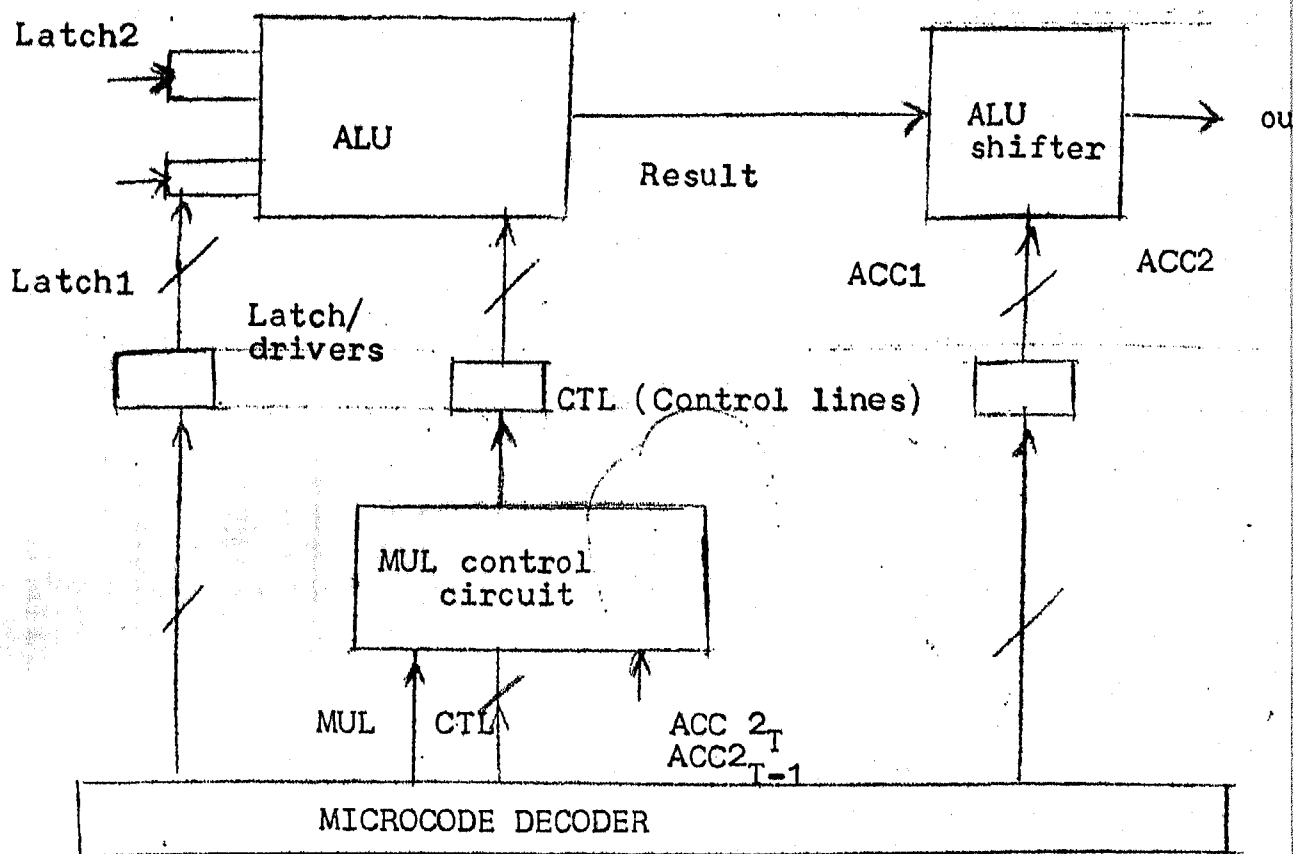 Latch2
ALU
ALU
shifter
ou
Result
Latch1
ACC1
ACC2
Latch/
drivers
CTL (Control lines)
MUL control
circuit
MUL
CTL
ACC 2T
ACC2T-1
MICROCODE DECODER